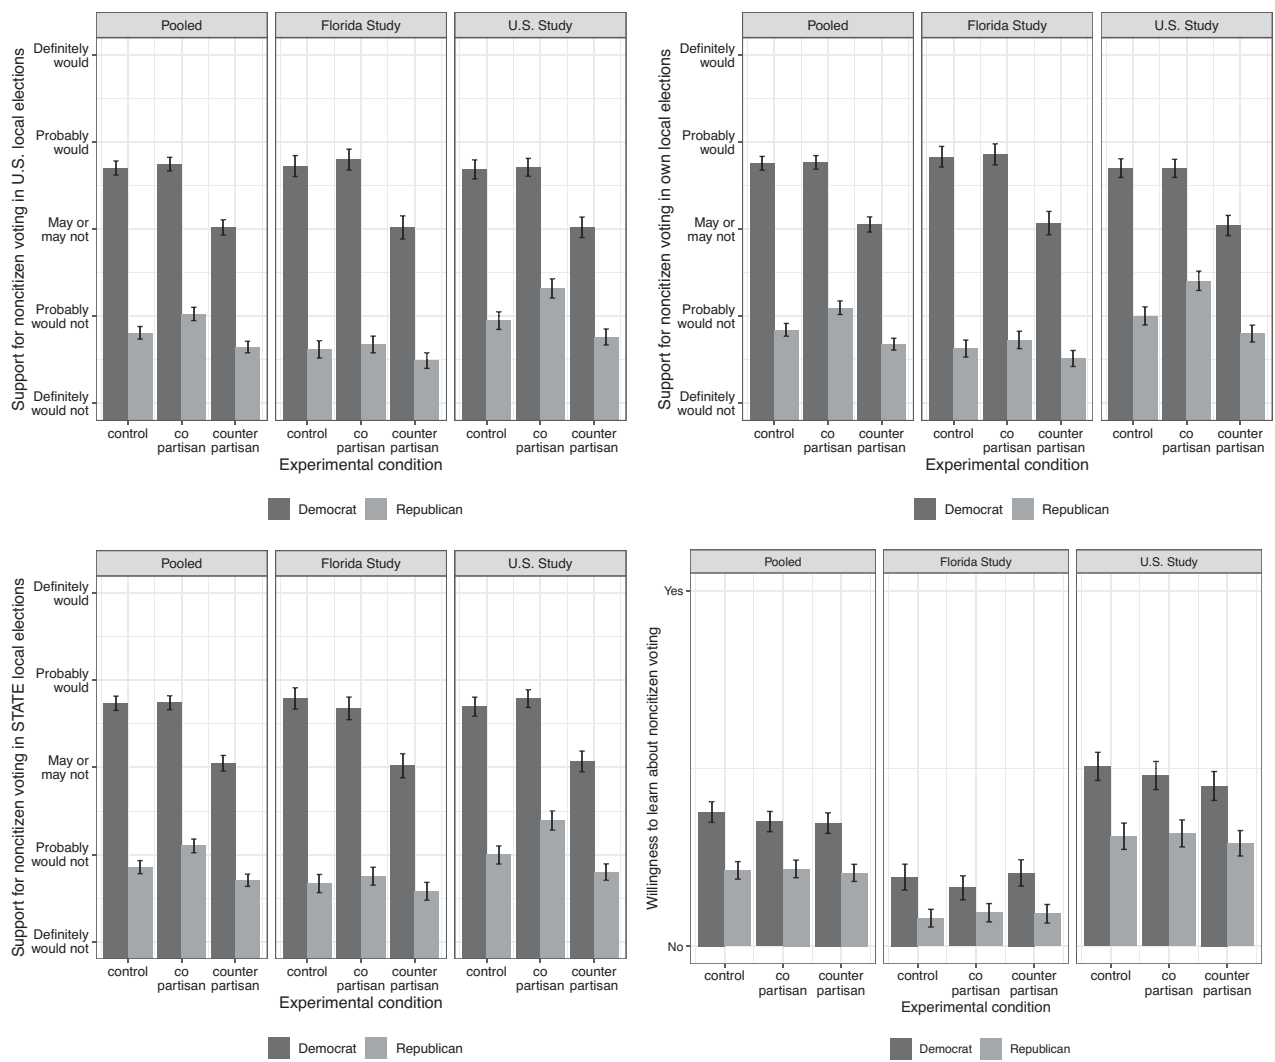 Pooled
Florida Study
U.S. Study
Support for noncitizen voting in U.S. local elections
Definitely
would
Probably
would
May or
may not
Probably
would not
Definitely
would not
control
co
partisan
counter
partisan
control
co
partisan
counter
partisan
control
co
partisan
counter
partisan
Experimental condition
Democrat
Republican
Pooled
Florida Study
U.S. Study
Support for noncitizen voting in own local elections
Definitely
would
Probably
would
May or
may not
Probably
would not
Definitely
would not
control
co
partisan
counter
partisan
control
co
partisan
counter
partisan
control
co
partisan
counter
partisan
Experimental condition
Democrat
Republican
Pooled
Florida Study
U.S. Study
Support for noncitizen voting in STATE local elections
Definitely
would
Probably
would
May or
may not
Probably
would not
Definitely
would not
control
co
partisan
counter
partisan
control
co
partisan
counter
partisan
control
co
partisan
counter
partisan
Experimental condition
Democrat
Republican
Pooled
Florida Study
U.S. Study
Willingness to learn about noncitizen voting
Yes
No
control
co
partisan
counter
partisan
control
co
partisan
counter
partisan
control
co
partisan
counter
partisan
Experimental condition
Democrat
Republican